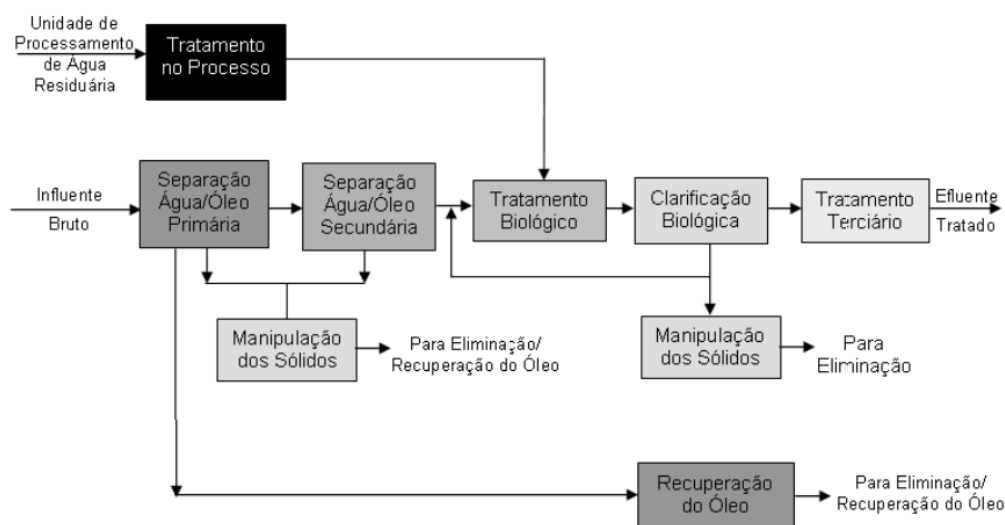 Unidade de
Processamento
de Água
Residuária
Tratamento
no Processo
Influente
Bruto
Separação
Água/Óleo
Primária
Separação
Água/Óleo
Secundária
Tratamento
Biológico
Clarificação
Biológica
Tratamento
Terciário
Efluente
Tratado
Manipulação
dos Sólidos
Para Eliminação/
Recuperação do Óleo
Manipulação
dos Sólidos
Para
Eliminação
Recuperação
do Óleo
Para Eliminação/
Recuperação do Óleo